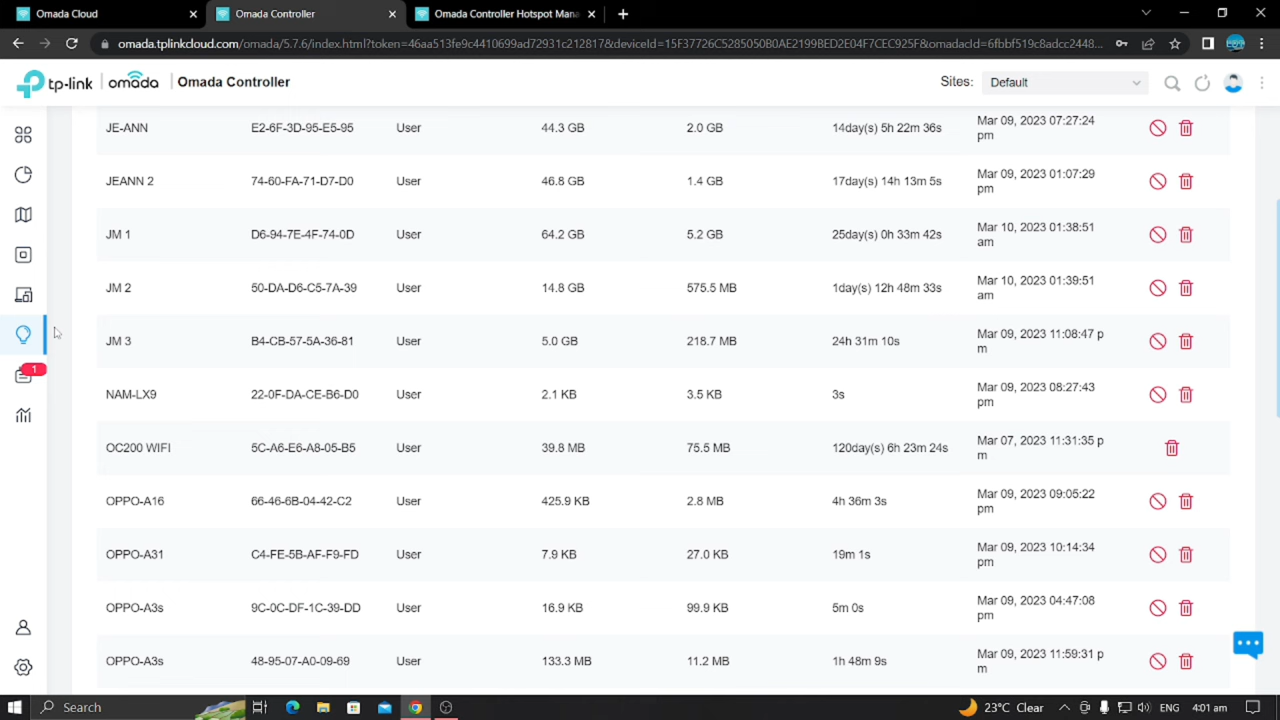 Omada Cloud
Omada Controller
Omada Controller Hotspot Mana
omada.tplinkcloud.com/omada/5.7.6/index.html?token=46aa513fe9c4410699ad72931c212817&deviceId=15F37726C5285050B0AE2199BED2E04F7CEC925F&omadacId=6fbbf519c8adcc2448...
tp-link
omada
Omada Controller
Sites:
Default
JE-ANN E2-6F-3D-95-E5-95 User 44.3 GB 2.0 GB 14day(s) 5h 22m 36s Mar 09, 2023 07:27:24
pm
JEANN 2 74-60-FA-71-D7-D0 User 46.8 GB 1.4 GB 17day(s) 14h 13m 5s Mar 09, 2023 01:07:29
pm
JM 1 D6-94-7E-4F-74-0D User 64.2 GB 5.2 GB 25day(s) 0h 33m 42s Mar 10, 2023 01:38:51
am
JM 2 50-DA-D6-C5-7A-39 User 14.8 GB 575.5 MB 1day(s) 12h 48m 33s Mar 10, 2023 01:39:51
am
JM 3 B4-CB-57-5A-36-81 User 5.0 GB 218.7 MB 24h 31m 10s Mar 09, 2023 11:08:47 p
m
1
NAM-LX9 22-0F-DA-CE-B6-D0 User 2.1 KB 3.5 KB 3s Mar 09, 2023 08:27:43
pm
OC200 WIFI 5C-A6-E6-A8-05-B5 User 39.8 MB 75.5 MB 120day(s) 6h 23m 24s Mar 07, 2023 11:31:35 p
m
OPPO-A16 66-46-6B-04-42-C2 User 425.9 KB 2.8 MB 4h 36m 3s Mar 09, 2023 09:05:22
pm
OPPO-A31 C4-FE-5B-AF-F9-FD User 7.9 KB 27.0 KB 19m 1s Mar 09, 2023 10:14:34
pm
OPPO-A3s 9C-0C-DF-1C-39-DD User 16.9 KB 99.9 KB 5m 0s Mar 09, 2023 04:47:08
pm
OPPO-A3s 48-95-07-A0-09-69 User 133.3 MB 11.2 MB 1h 48m 9s Mar 09, 2023 11:59:31 p
m
Search
23°C Clear
ENG
4:01 am